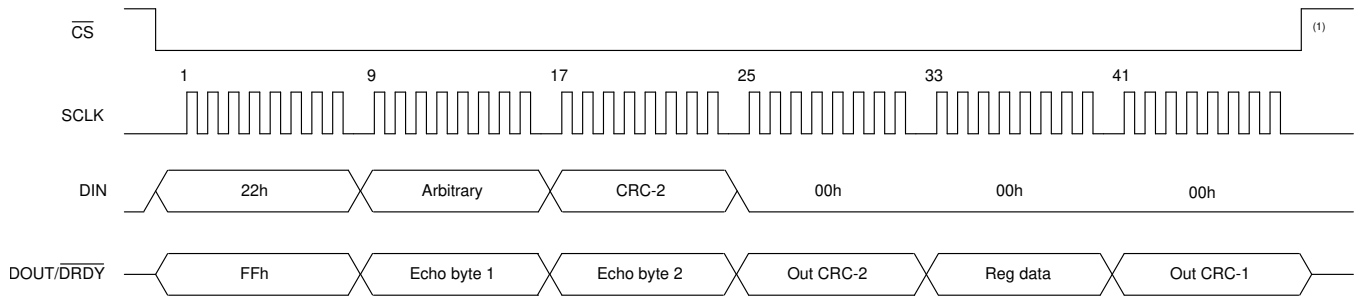 CS
(1)
1 9 17 25 33 41
SCLK
DIN 22h Arbitrary CRC-2 00h 00h 00h
DOUT/DRDY FFh Echo byte 1 Echo byte 2 Out CRC-2 Reg data Out CRC-1